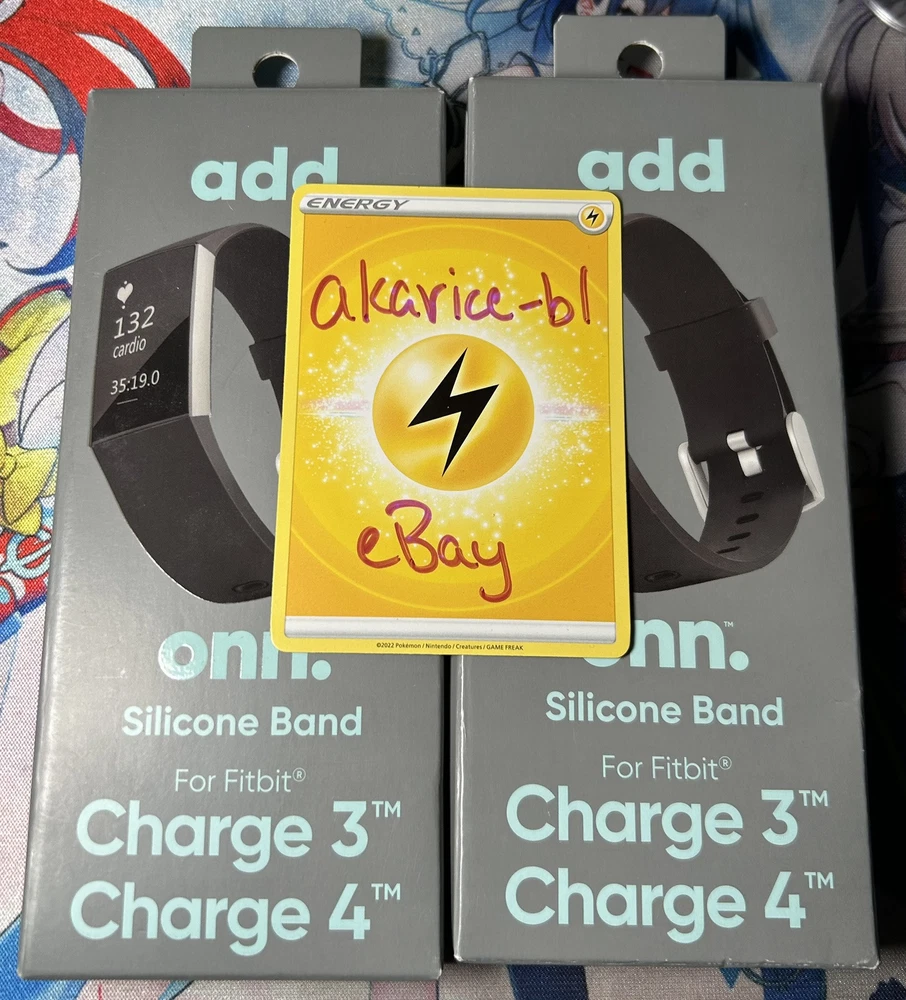 add
132
cardio
35:19.0
onn.
Silicone Band
For Fitbit®
Charge 3™
Charge 4™
ENERGY
akarice-bl
eBay
©2022 Pokémon / Nintendo / Creatures / GAME FREAK
add
onn.™
Silicone Band
For Fitbit®
Charge 3™
Charge 4™